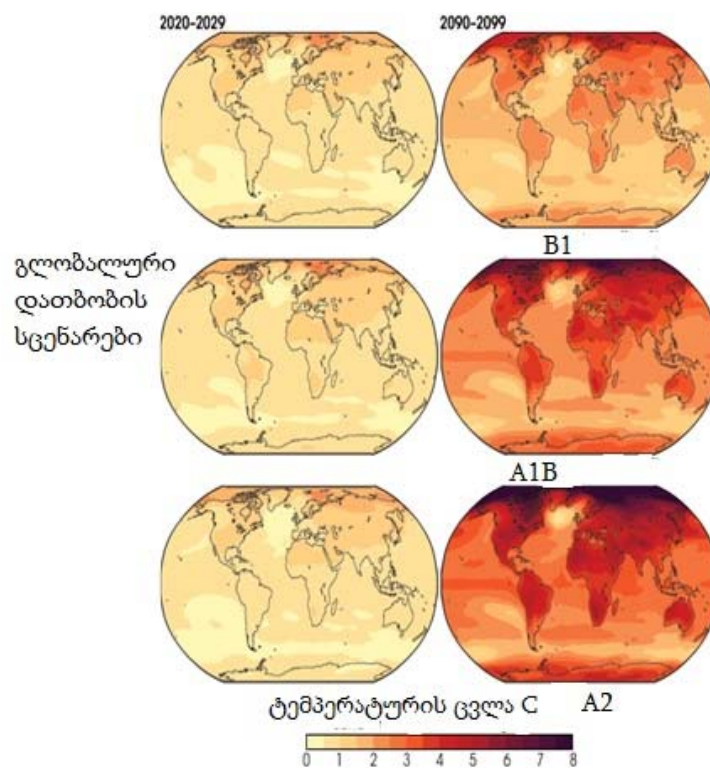 2020-2029 2090-2099
B1
გლობალური
დათბობის
სცენარები
A1B
A2
ტემპერატურის ცვლა C
0 1 2 3 4 5 6 7 8